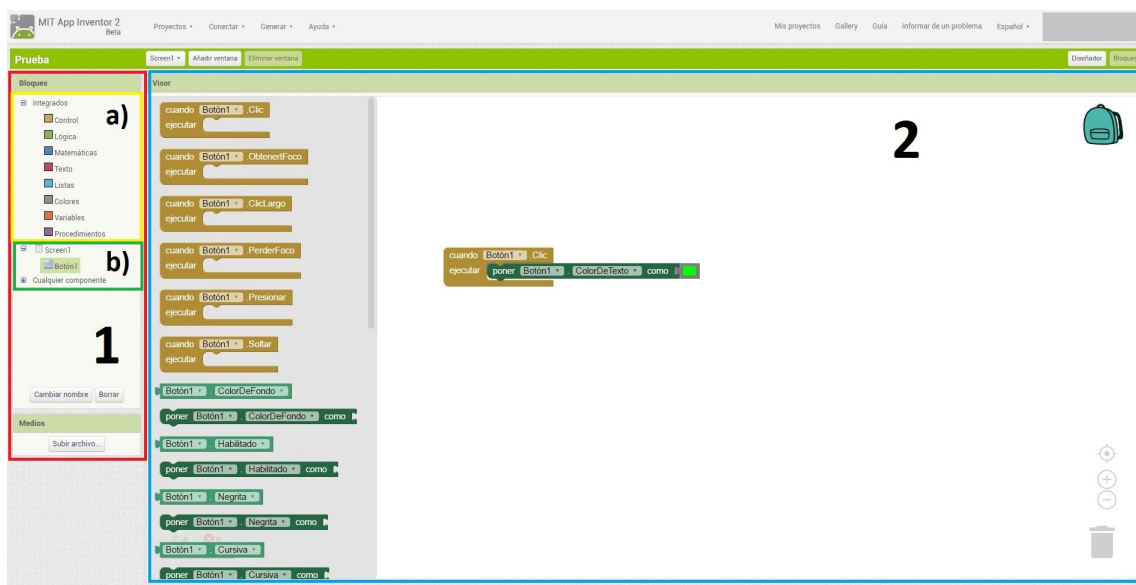 MIT App Inventor 2
Beta
Proyectos Conectar Generar Ayuda
Mis proyectos Gallery Guía Informar de un problema Español
Prueba
Screen1 Añadir ventana Eliminar ventana
Diseñador Bloques
Bloques
Integrados
a)
Control
Lógica
Matemáticas
Texto
Listas
Colores
Variables
Procedimientos
Screen1
Botón1
b)
Cualquier componente
1
Cambiar nombre Borrar
Medios
Subir archivo...
Visor
cuando Botón1 .Clic
ejecutar
cuando Botón1 .ObtenertFoco
ejecutar
cuando Botón1 .ClicLargo
ejecutar
cuando Botón1 .PerderFoco
ejecutar
cuando Botón1 .Presionar
ejecutar
cuando Botón1 .Soltar
ejecutar
Botón1 . ColorDeFondo
poner Botón1 . ColorDeFondo como
Botón1 . Habilitado
poner Botón1 . Habilitado como
Botón1 . Negrita
poner Botón1 . Negrita como
0 0
Botón1 . Cursiva
poner Botón1 . Cursiva como
2
cuando Botón1 .Clic
ejecutar poner Botón1 . ColorDeTexto como